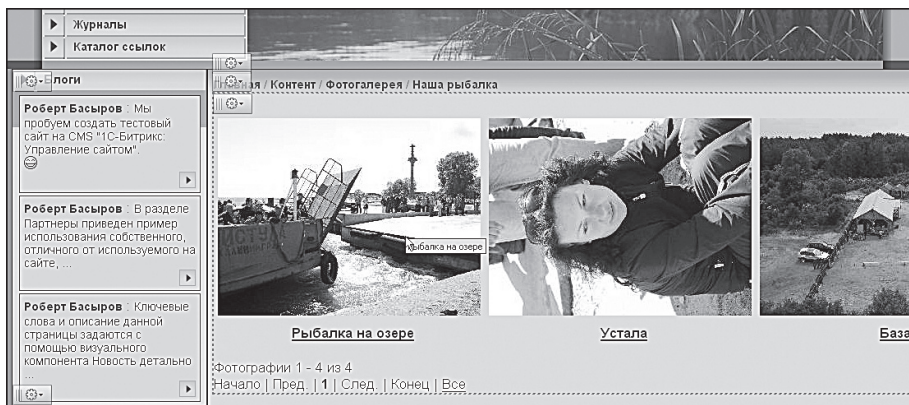 Журналы
Каталог ссылок
Блоги
/ Контент / Фотогалерея / Наша рыбалка
Роберт Басыров : Мы
пробуем создать тестовый
сайт на CMS "1С-Битрикс:
Управление сайтом".
Роберт Басыров : В разделе
Партнеры приведен пример
использования собственного,
отличного от используемого на
сайте, ...
Роберт Басыров : Ключевые
слова и описание данной
страницы задаются с
помощью визуального
компонента Новость детально
...
рыбалка на озере
Рыбалка на озере
Устала
База
Фотографии 1 - 4 из 4
Начало | Пред. | 1 | След. | Конец | Все